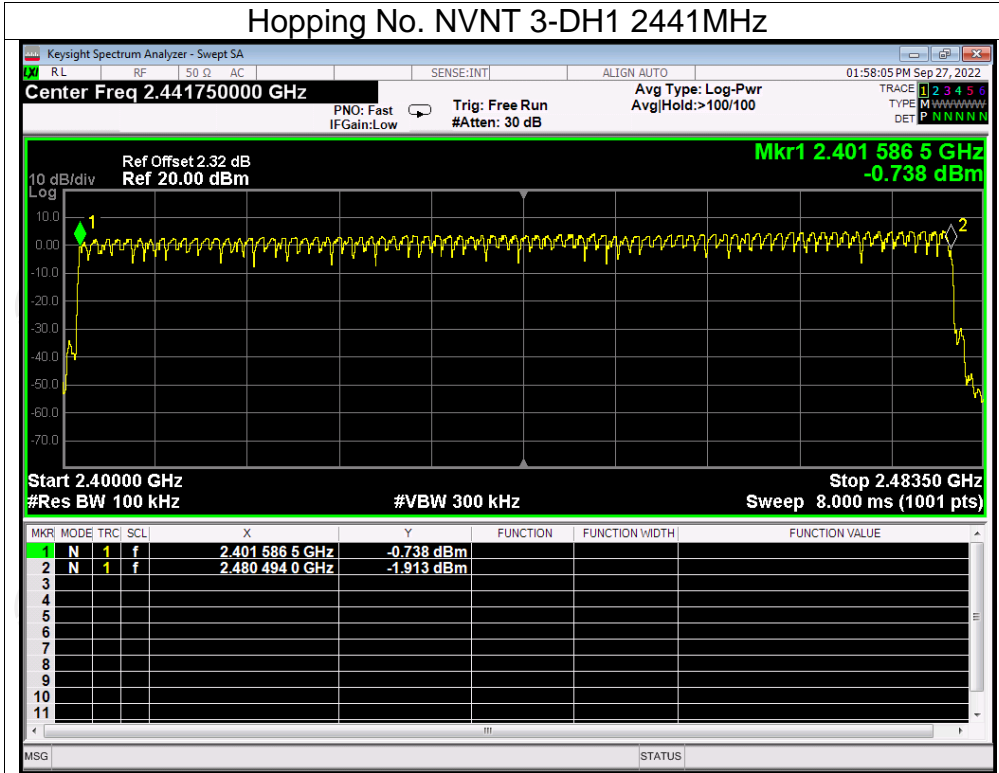 Hopping No. NVNT 3-DH1 2441MHz
Keysight Spectrum Analyzer - Swept SA
LXI RL RF 50 Ω AC SENSE:INT ALIGN AUTO 01:58:05 PM Sep 27, 2022
Center Freq 2.441750000 GHz
PNO: Fast
IFGain:Low
Trig: Free Run
#Atten: 30 dB
Avg Type: Log-Pwr
Avg|Hold:>100/100
TRACE 1 2 3 4 5 6
TYPE M WWWWW
DET P N N N N N
Mkr1 2.401 586 5 GHz
-0.738 dBm
Ref Offset 2.32 dB
10 dB/div Ref 20.00 dBm
Log
10.0
0.00
-10.0
-20.0
-30.0
-40.0
-50.0
-60.0
-70.0
1
2
Start 2.40000 GHz Stop 2.48350 GHz
#Res BW 100 kHz #VBW 300 kHz Sweep 8.000 ms (1001 pts)
MKR MODE TRC SCL X Y FUNCTION FUNCTION WIDTH FUNCTION VALUE
1 N 1 f 2.401 586 5 GHz -0.738 dBm
2 N 1 f 2.480 494 0 GHz -1.913 dBm
3
4
5
6
7
8
9
10
11
MSG STATUS